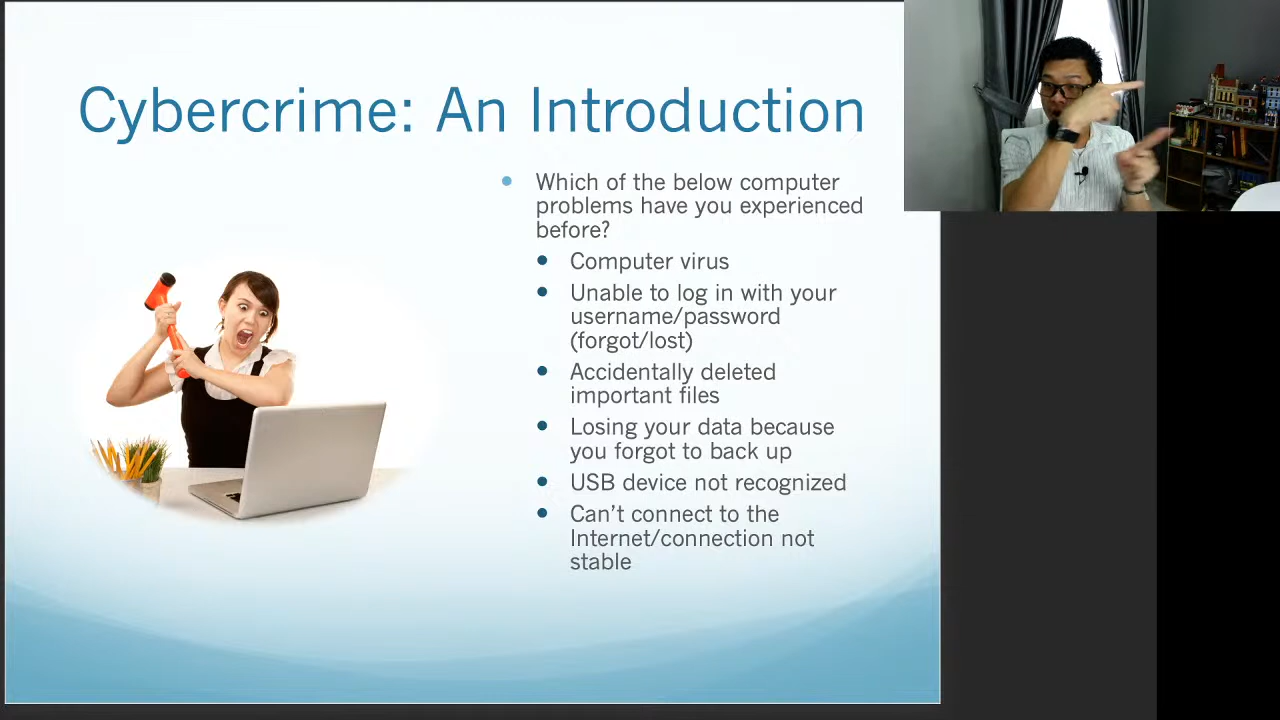 Cybercrime: An Introduction
Which of the below computer
problems have you experienced
before?
Computer virus
Unable to log in with your
username/password
(forgot/lost)
Accidentally deleted
important files
Losing your data because
you forgot to back up
USB device not recognized
Can’t connect to the
Internet/connection not
stable